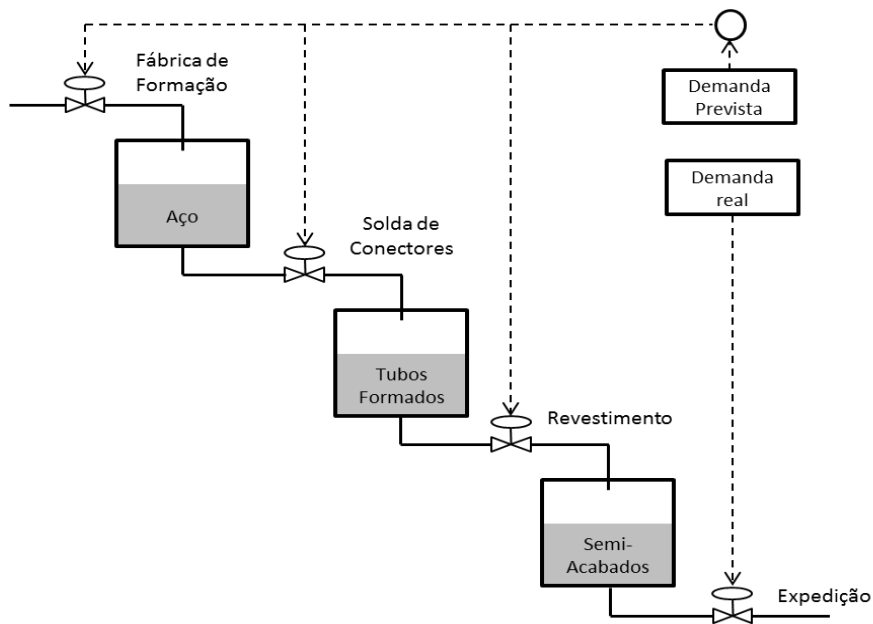 Fábrica de
Formação
Demanda
Prevista
Demanda
real
Aço
Solda de
Conectores
Tubos
Formados
Revestimento
Semi-
Acabados
Expedição